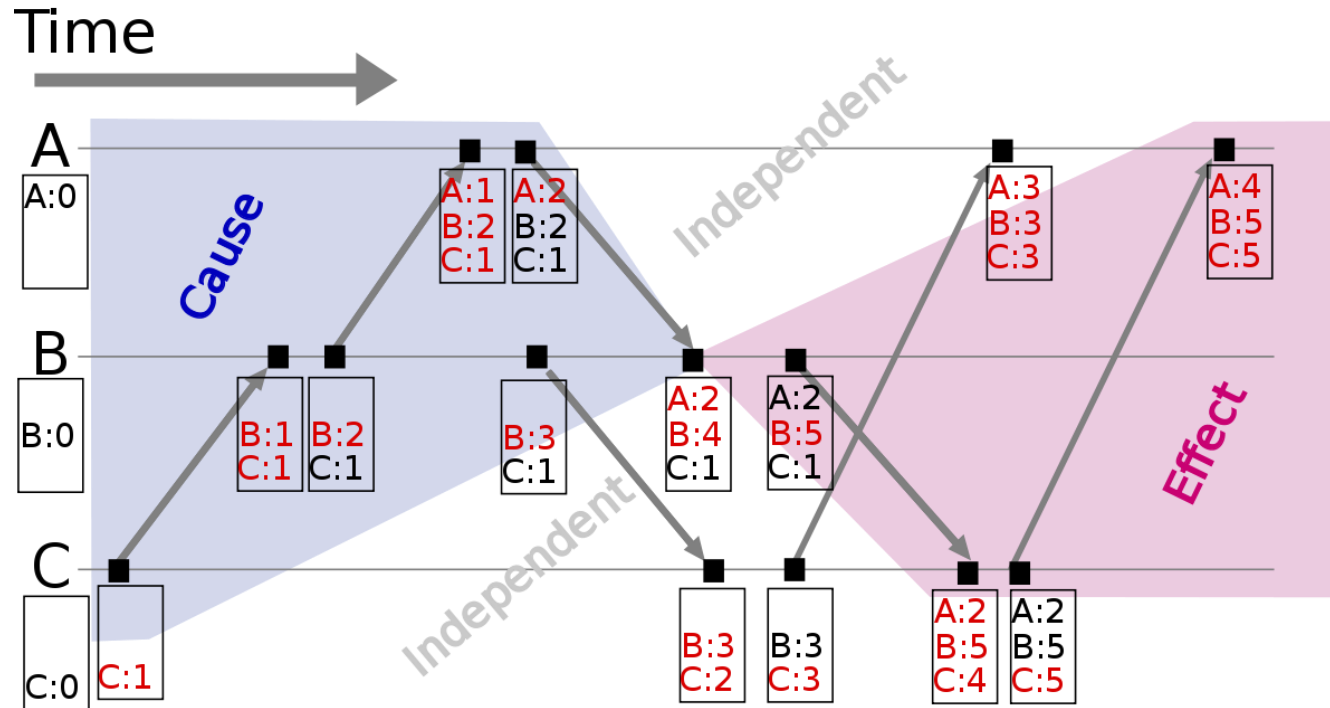 Time
Independent
A
A:0
Cause
A:1
B:2
C:1
A:2
B:2
C:1
A:3
B:3
C:3
A:4
B:5
C:5
B
B:0
B:1
C:1
B:2
C:1
B:3
C:1
A:2
B:4
C:1
A:2
B:5
C:1
Effect
Independent
C
C:0
C:1
B:3
C:2
B:3
C:3
A:2
B:5
C:4
A:2
B:5
C:5